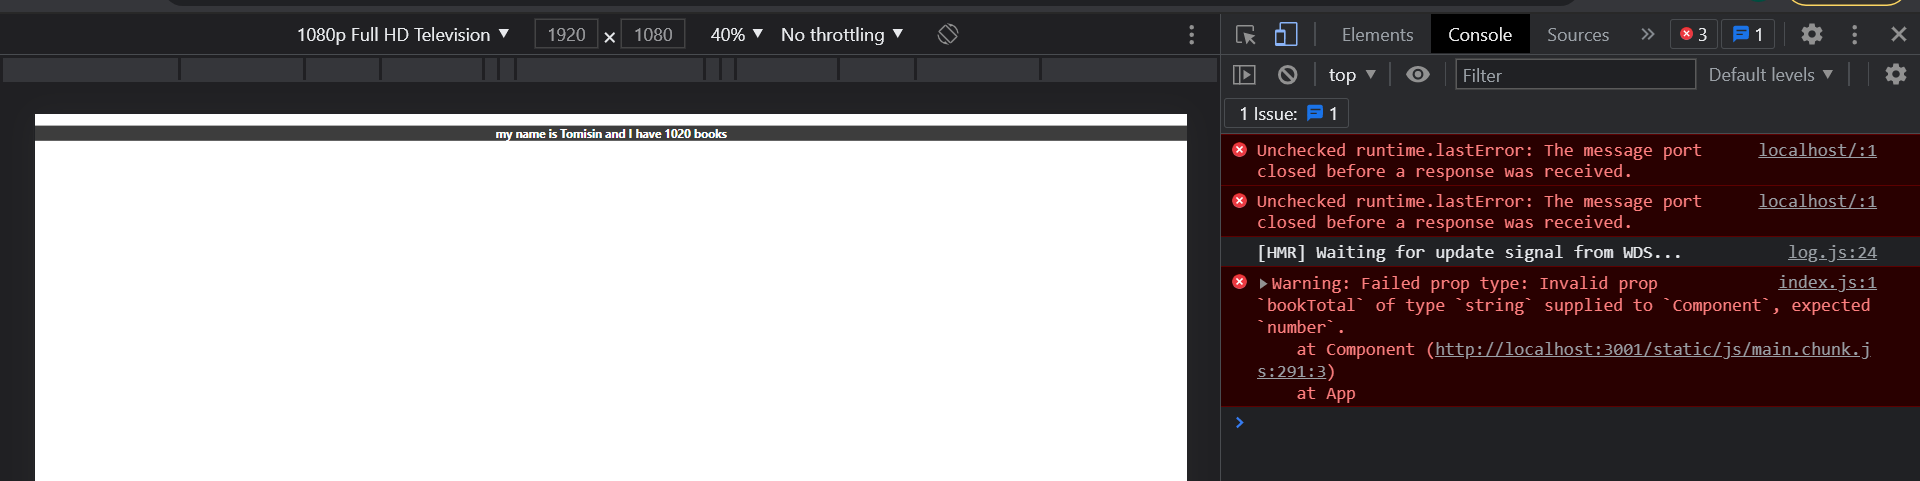 1080p Full HD Television ▼ 1920 × 1080 40% ▼ No throttling ▼
Elements Console Sources » 3 1
top ▼ Filter Default levels ▼
1 Issue: 1
my name is Tomisin and I have 1020 books
Unchecked runtime.lastError: The message port localhost/:1
closed before a response was received.
Unchecked runtime.lastError: The message port localhost/:1
closed before a response was received.
[HMR] Waiting for update signal from WDS... log.js:24
▶Warning: Failed prop type: Invalid prop index.js:1
`bookTotal` of type `string` supplied to `Component`, expected
`number`.
at Component (http://localhost:3001/static/js/main.chunk.j
s:291:3)
at App